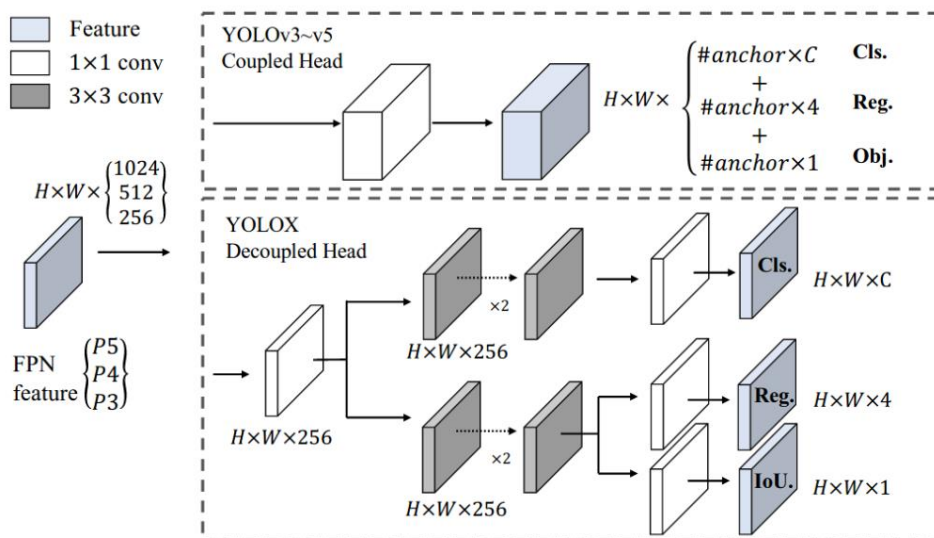 Feature
1×1 conv
3×3 conv
H×W×{1024
512
256}
FPN
feature
{P5
P4
P3}
YOLOv3~v5
Coupled Head
H×W×{
#anchor×C Cls.
+
#anchor×4 Reg.
+
#anchor×1 Obj.
YOLOX
Decoupled Head
H×W×256
×2
H×W×256
Cls.
H×W×C
×2
H×W×256
Reg.
H×W×4
IoU.
H×W×1